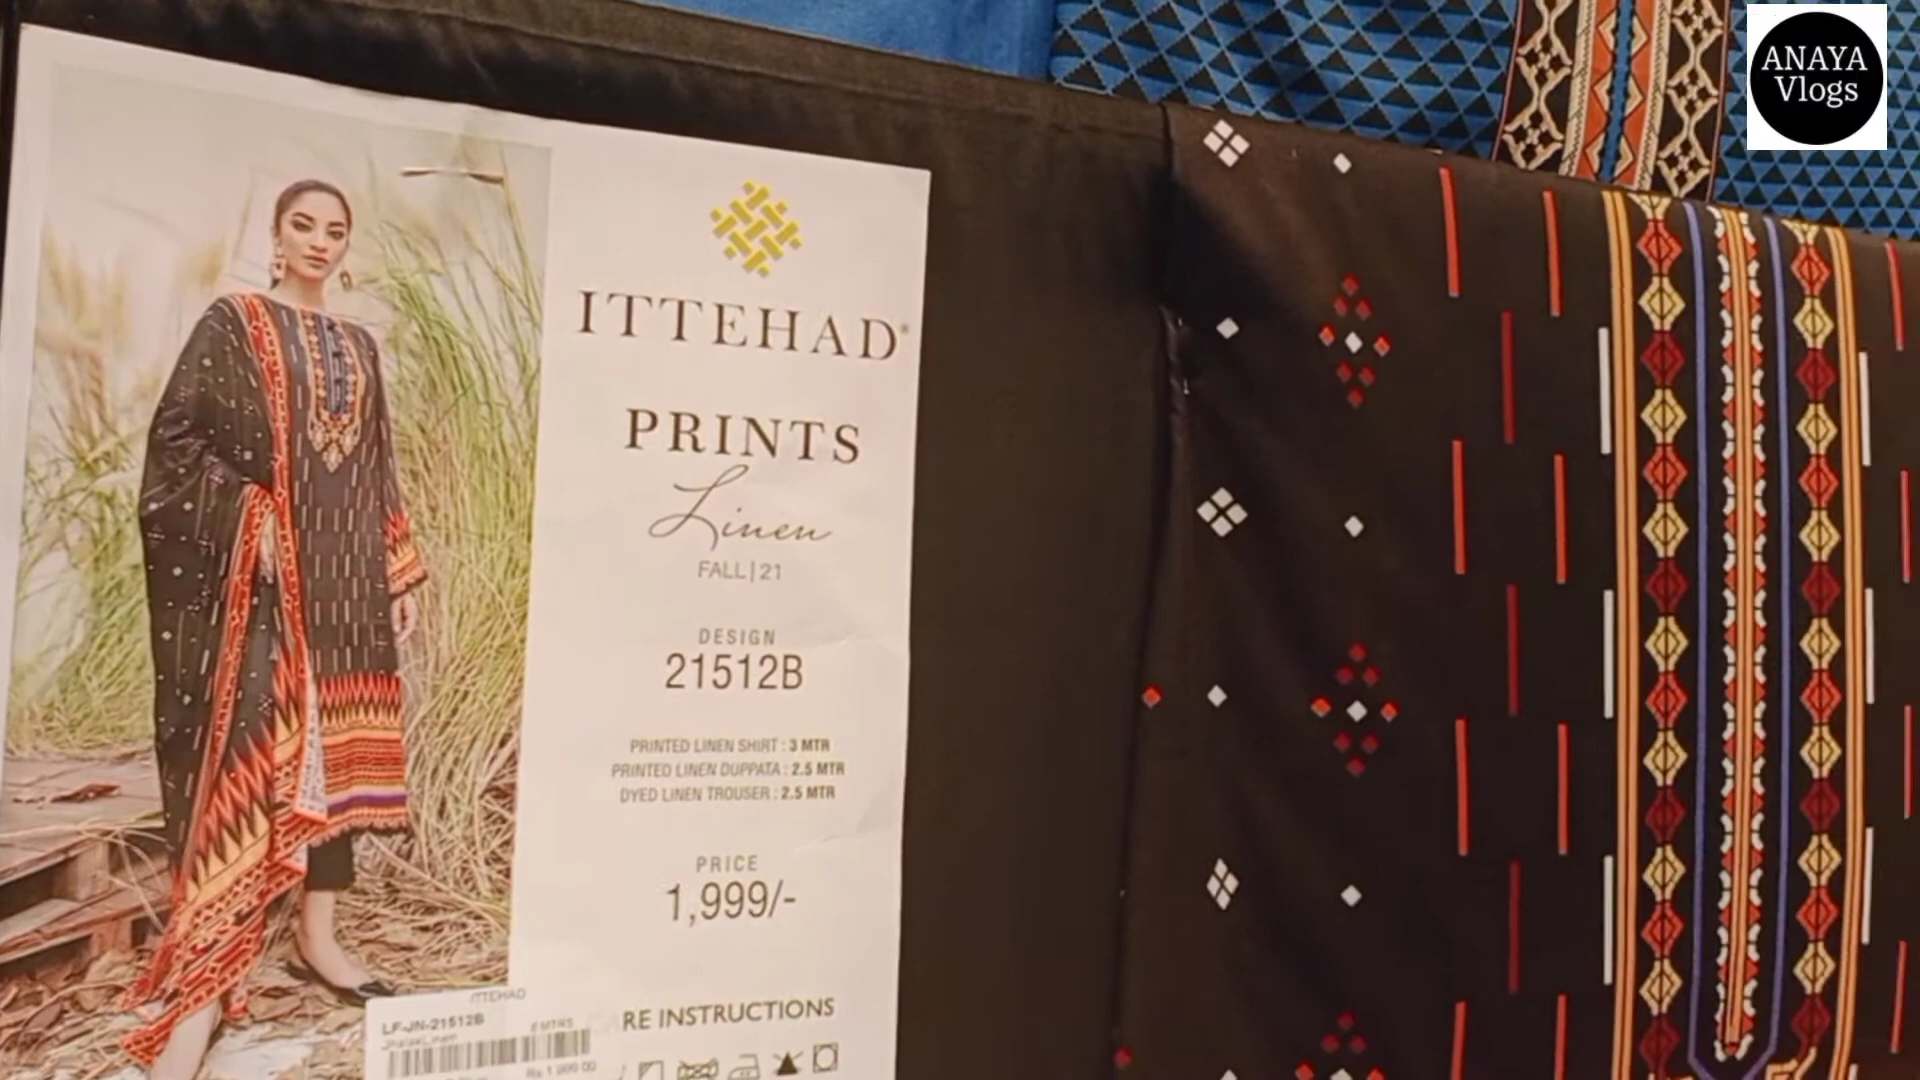 ANAYA
Vlogs
ITTEHAD
PRINTS
Linen
FALL|21
DESIGN
21512B
PRINTED LINEN SHIRT : 3 MTR
PRINTED LINEN DUPPATA : 2.5 MTR
DYED LINEN TROUSER : 2.5 MTR
PRICE
1,999/-
RE INSTRUCTIONS
ITTEHAD
LF-JN-21512B